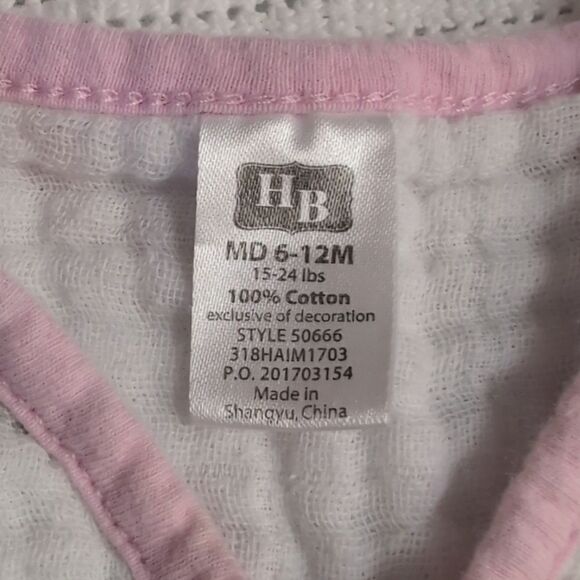 HB
MD 6-12M
15-24 lbs
100% Cotton
exclusive of decoration
STYLE 50666
318HAIM1703
P.O. 201703154
Made in
Shangyu, China